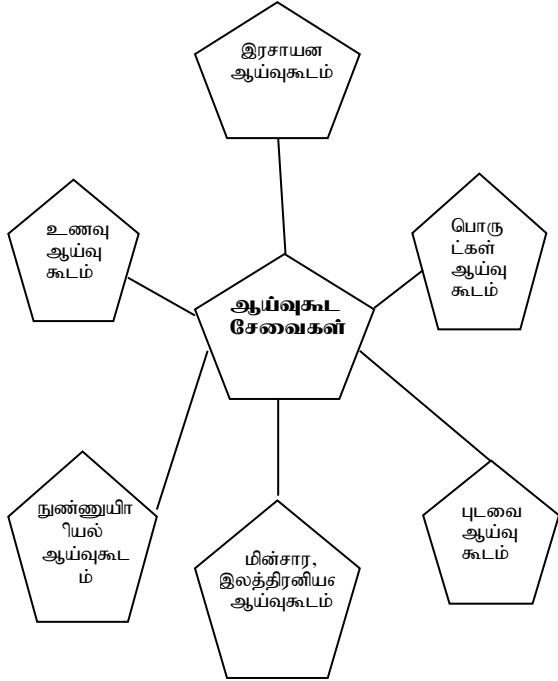 இரசாயன
ஆய்வுகூடம்
உணவு
ஆய்வு
கூடம்
பொரு
ட்கள்
ஆய்வு
கூடம்
ஆய்வுகூட
சேவைகள்
நுண்ணுயிர
ியல்
ஆய்வுகூட
ம்
மின்சார,
இலத்திரனிய
ஆய்வுகூடம்
புடவை
ஆய்வு
கூடம்